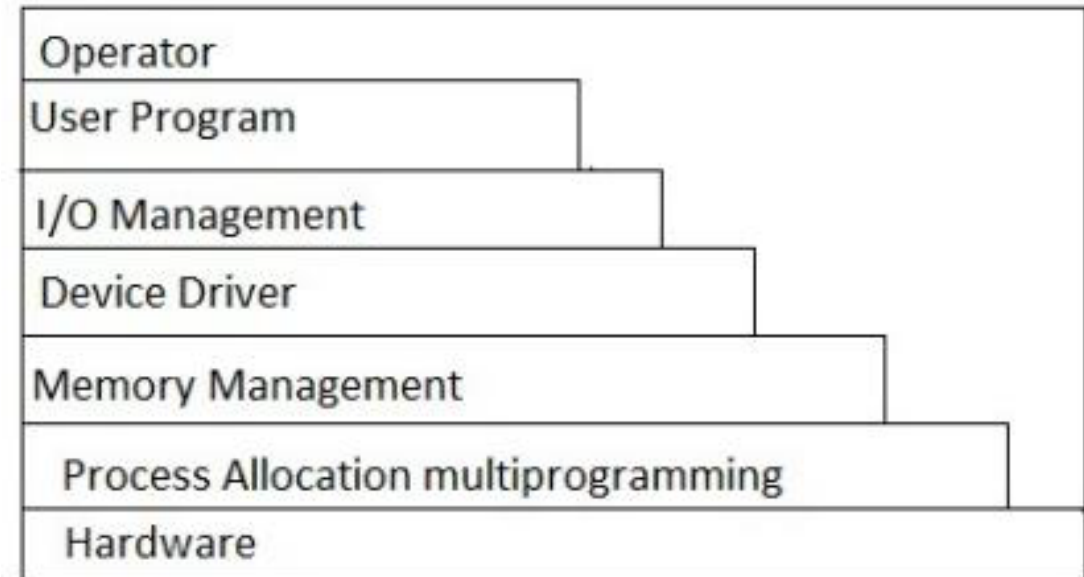 Operator
User Program
I/O Management
Device Driver
Memory Management
Process Allocation multiprogramming
Hardware